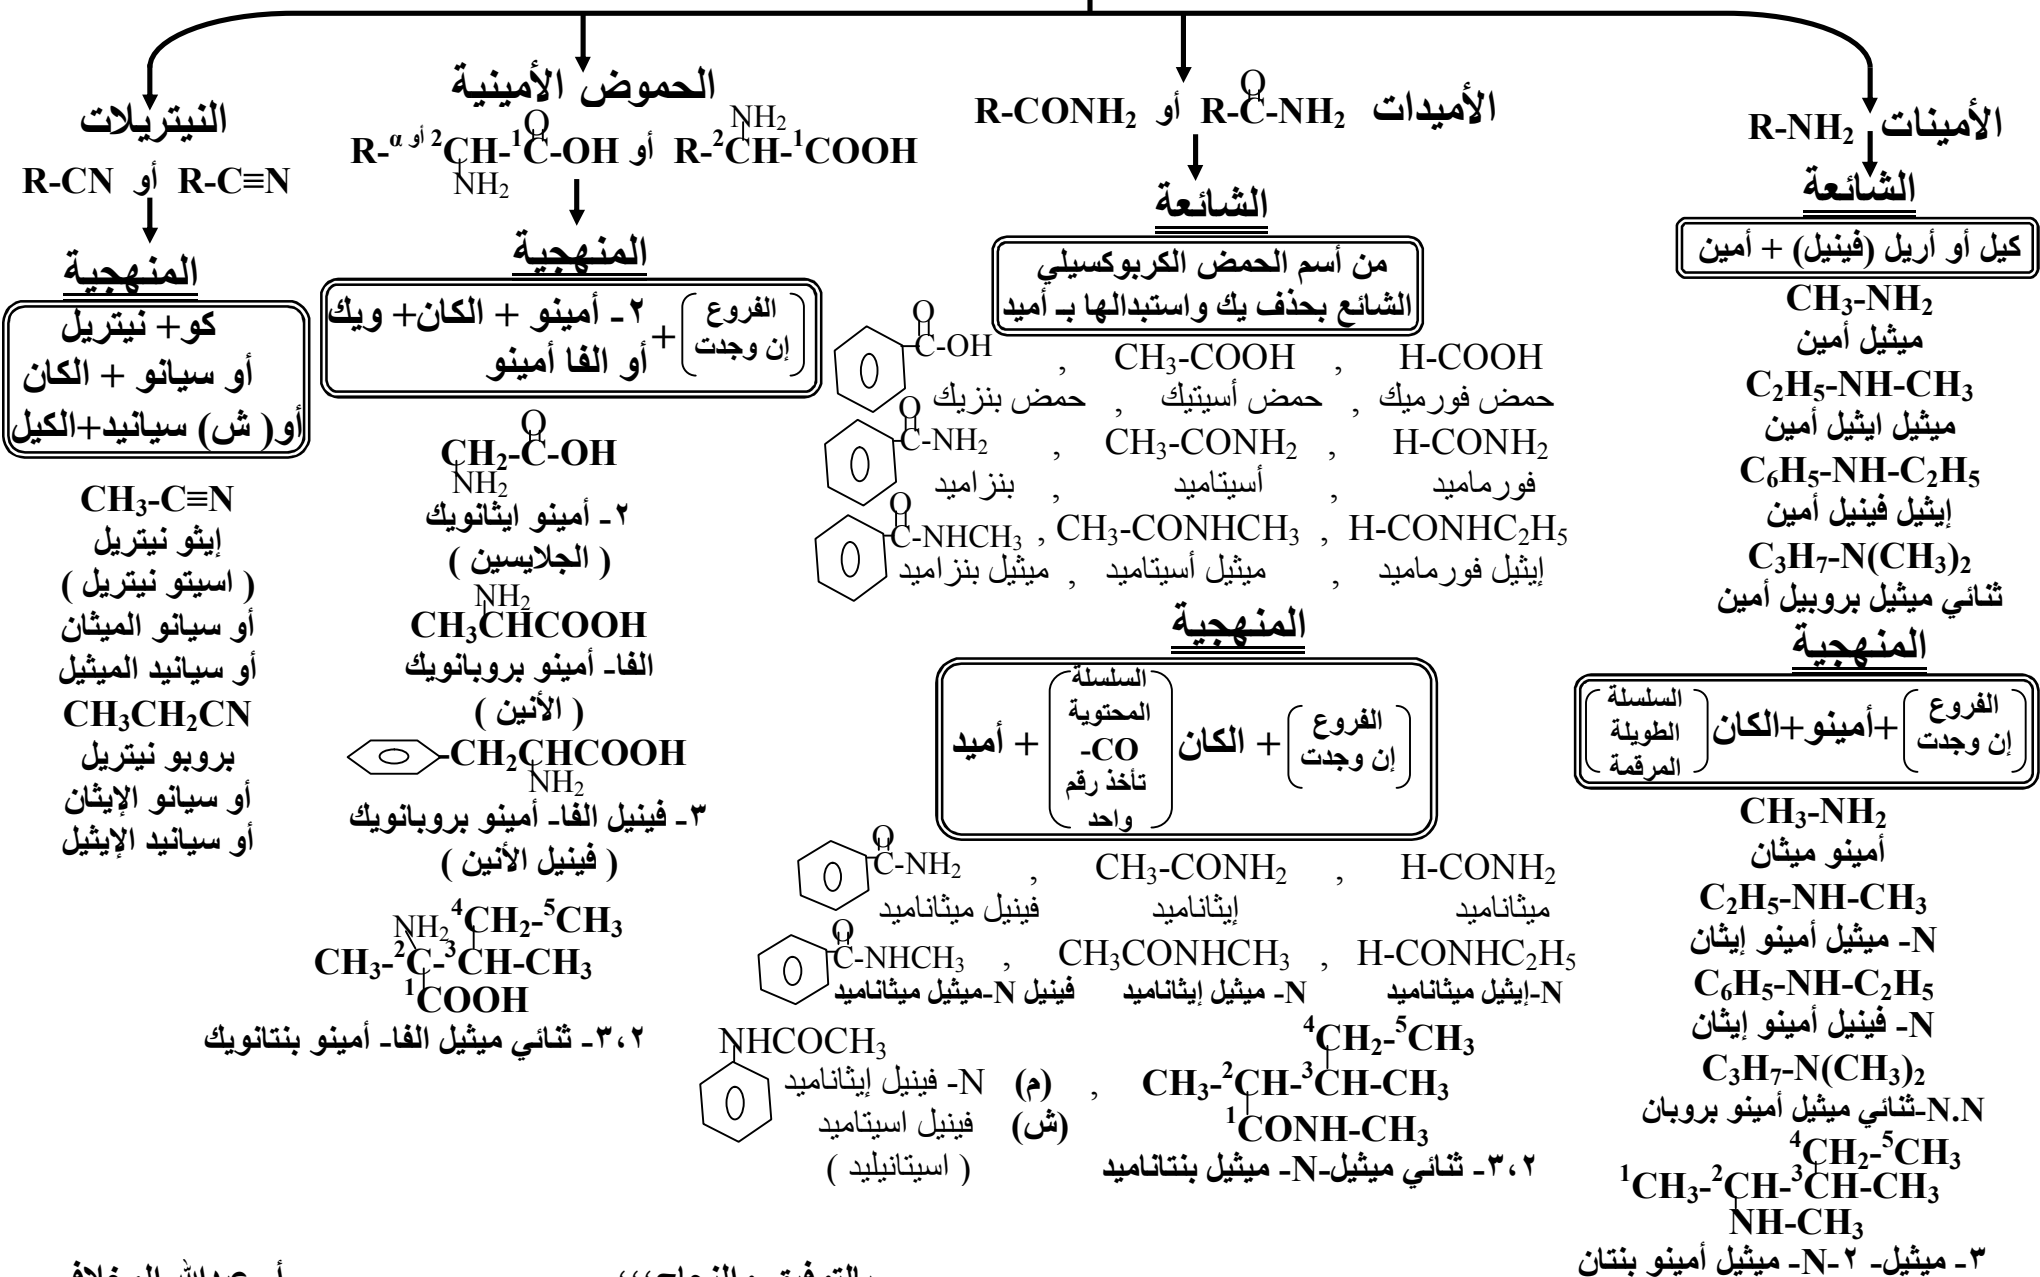 الأمينات R-NH₂
الشائعة
كيل أو أريل (فينيل) + أمين
CH₃-NH₂
ميثيل أمين
C₂H₅-NH-CH₃
ميثيل ايثيل أمين
C₆H₅-NH-C₂H₅
إيثيل فينيل أمين
C₃H₇-N(CH₃)₂
ثنائي ميثيل بروبيل أمين
المنهجية
(الفروع إن وجدت) +أمينو+الكان (السلسلة الطويلة المرقمة)
CH₃-NH₂
أمينو ميثان
C₂H₅-NH-CH₃
N- ميثيل أمينو إيثان
C₆H₅-NH-C₂H₅
N- فينيل أمينو إيثان
C₃H₇-N(CH₃)₂
N.N-ثنائي ميثيل أمينو بروبان
⁴CH₂-⁵CH₃
¹CH₃-²CH-³CH-CH₃
NH-CH₃
٣- ميثيل- ٢-N- ميثيل أمينو بنتان
الأميدات R-C-NH₂ أو R-CONH₂
O
الشائعة
من أسم الحمض الكربوكسيلي
الشائع بحذف يك واستبدالها بـ أميد
H-COOH , CH₃-COOH , C-OH
O
حمض فورميك , حمض أسيتيك , حمض بنزيك
H-CONH₂ , CH₃-CONH₂ , C-NH₂
O
فورماميد , أسيتاميد , بنزاميد
H-CONHC₂H₅ , CH₃-CONHCH₃ , C-NHCH₃
O
إيثيل فورماميد , ميثيل أسيتاميد , ميثيل بنزاميد
المنهجية
(الفروع إن وجدت) + الكان (السلسلة المحتوية CO- تأخذ رقم واحد) + أميد
H-CONH₂ , CH₃-CONH₂ , C-NH₂
O
ميثاناميد إيثاناميد فينيل ميثاناميد
H-CONHC₂H₅ , CH₃CONHCH₃ , C-NHCH₃
O
N-إيثيل ميثاناميد N- ميثيل إيثاناميد فينيل N-ميثيل ميثاناميد
⁴CH₂-⁵CH₃
CH₃-²CH-³CH-CH₃ ,
¹CONH-CH₃
٣،٢- ثنائي ميثيل-N- ميثيل بنتاناميد
NHCOCH₃
(م) N- فينيل إيثاناميد
(ش) فينيل اسيتاميد
( اسيتانيليد )
الحموض الأمينية
R-²CH-¹COOH أو R-ᵅ أو ²CH-¹C-OH
NH₂ O NH₂
المنهجية
(الفروع إن وجدت) + ٢- أمينو + الكان+ ويك
أو الفا أمينو
O
CH₂-C-OH
NH₂
٢- أمينو ايثانويك
( الجلايسين )
NH₂
CH₃CHCOOH
الفا- أمينو بروبانويك
( الأنين )
-CH₂CHCOOH
NH₂
٣- فينيل الفا- أمينو بروبانويك
( فينيل الأنين )
NH₂ ⁴CH₂-⁵CH₃
CH₃-²C-³CH-CH₃
¹COOH
٣،٢- ثنائي ميثيل الفا- أمينو بنتانويك
النيتريلات
R-C≡N أو R-CN
المنهجية
كو+ نيتريل
أو سيانو + الكان
أو( ش) سيانيد+الكيل
CH₃-C≡N
إيثو نيتريل
( اسيتو نيتريل )
أو سيانو الميثان
أو سيانيد الميثيل
CH₃CH₂CN
بروبو نيتريل
أو سيانو الإيثان
أو سيانيد الإيثيل